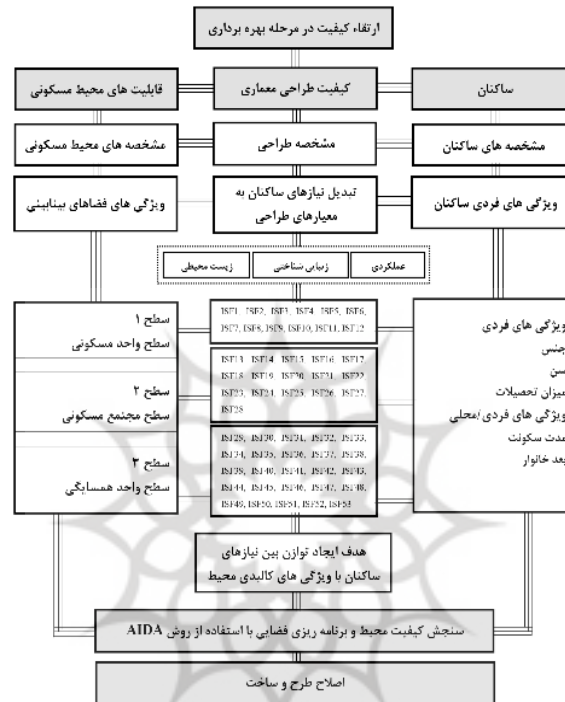 ارتقاء کیفیت در مرحله بهره برداری
ساکنان
کیفیت طراحی معماری
قابلیت های محیط مسکونی
مشخصه های ساکنان
مشخصه طراحی
مشخصه های محیط مسکونی
ویژگی های فردی ساکنان
تبدیل نیازهای ساکنان به
معیارهای طراحی
ویژگی های فضاهای بینابینی
عملکردی
زیبایی شناختی
زیست محیطی
ویژگی های فردی
جنس
سن
میزان تحصیلات
ویژگی های فردی/محلی
مدت سکونت
بعد خانوار
ISF1, ISF2, ISF3, ISF4, ISF5, ISF6,
ISF7, ISF8, ISF9, ISF10, ISF11, ISF12
ISF13, ISF14, ISF15, ISF16, ISF17,
ISF18, ISF19, ISF20, ISF21, ISF22,
ISF23, ISF24, ISF25, ISF26, ISF27,
ISF28
ISF29, ISF30, ISF31, ISF32, ISF33,
ISF34, ISF35, ISF36, ISF37, ISF38,
ISF39, ISF40, ISF41, ISF42, ISF43,
ISF44, ISF45, ISF46, ISF47, ISF48,
ISF49, ISF50, ISF51, ISF52, ISF53
سطح ۱
سطح واحد مسکونی
سطح ۲
سطح مجتمع مسکونی
سطح ۳
سطح واحد همسایگی
هدف ایجاد توازن بین نیازهای
ساکنان با ویژگی های کالبدی محیط
سنجش کیفیت محیط و برنامه ریزی فضایی با استفاده از روش AIDA
اصلاح طرح و ساخت